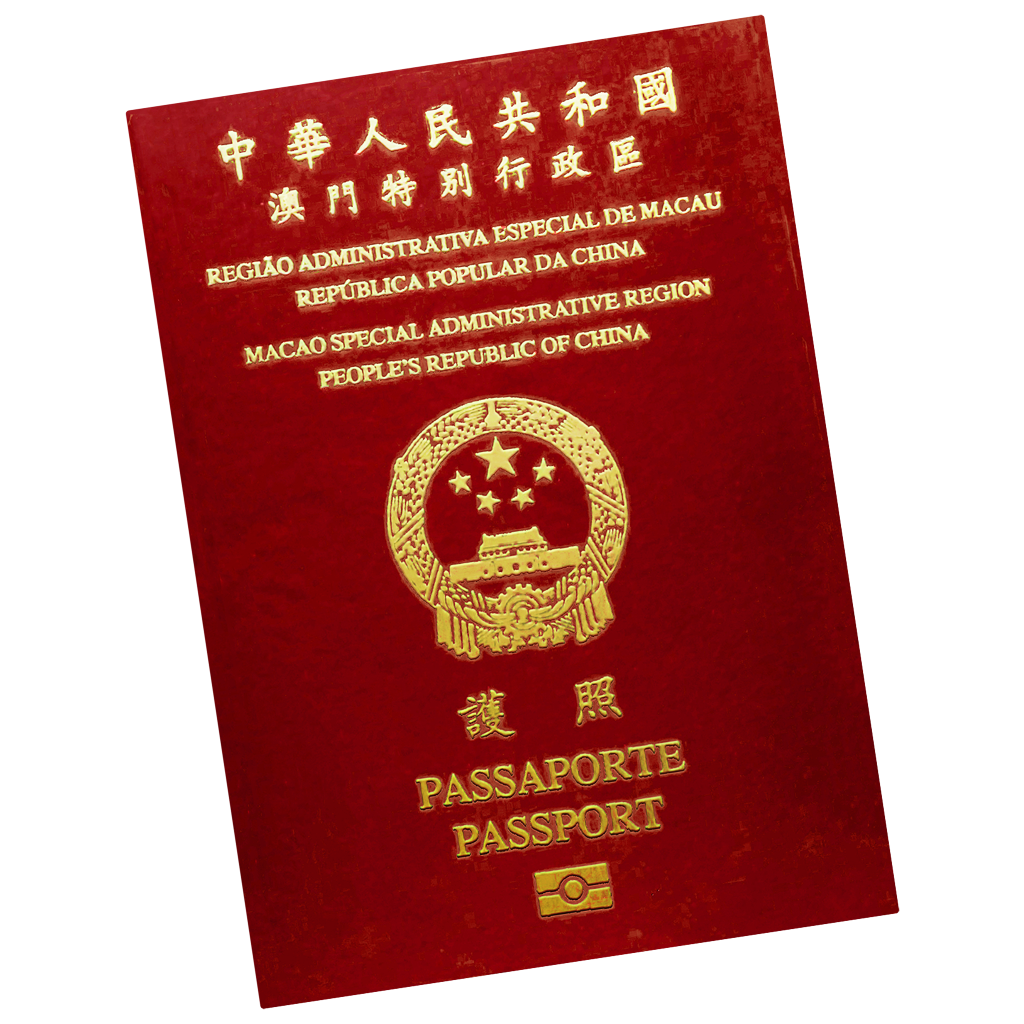 中華人民共和國
澳門特別行政區
REGIÃO ADMINISTRATIVA ESPECIAL DE MACAU
REPÚBLICA POPULAR DA CHINA
MACAO SPECIAL ADMINISTRATIVE REGION
PEOPLE'S REPUBLIC OF CHINA
護照
PASSAPORTE
PASSPORT